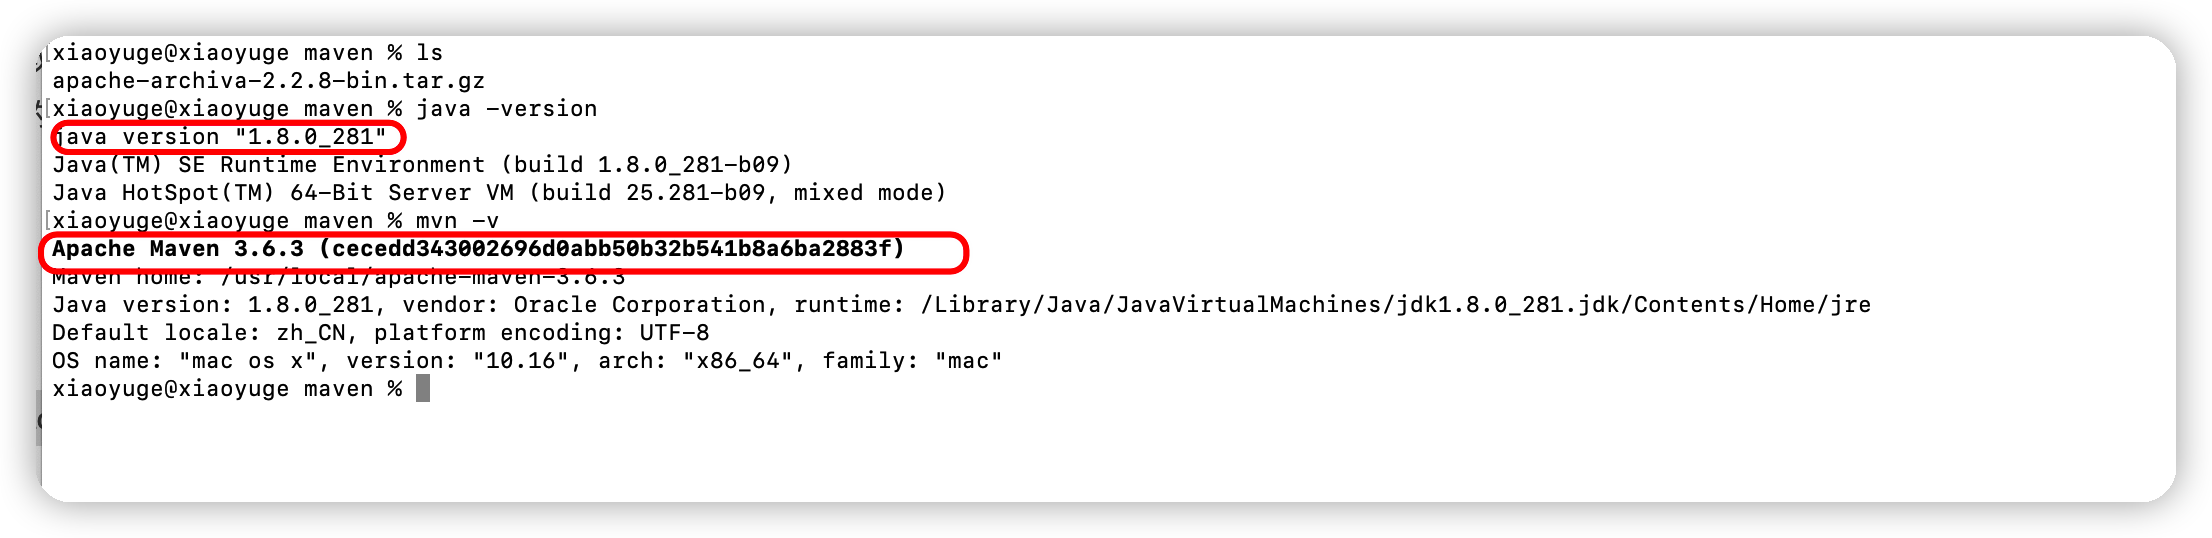 xiaoyuge@xiaoyuge maven % ls
apache-archiva-2.2.8-bin.tar.gz
xiaoyuge@xiaoyuge maven % java -version
java version "1.8.0_281"
Java(TM) SE Runtime Environment (build 1.8.0_281-b09)
Java HotSpot(TM) 64-Bit Server VM (build 25.281-b09, mixed mode)
xiaoyuge@xiaoyuge maven % mvn -v
Apache Maven 3.6.3 (cecedd343002696d0abb50b32b541b8a6ba2883f)
Maven home: /usr/local/apache-maven-3.6.3
Java version: 1.8.0_281, vendor: Oracle Corporation, runtime: /Library/Java/JavaVirtualMachines/jdk1.8.0_281.jdk/Contents/Home/jre
Default locale: zh_CN, platform encoding: UTF-8
OS name: "mac os x", version: "10.16", arch: "x86_64", family: "mac"
xiaoyuge@xiaoyuge maven %